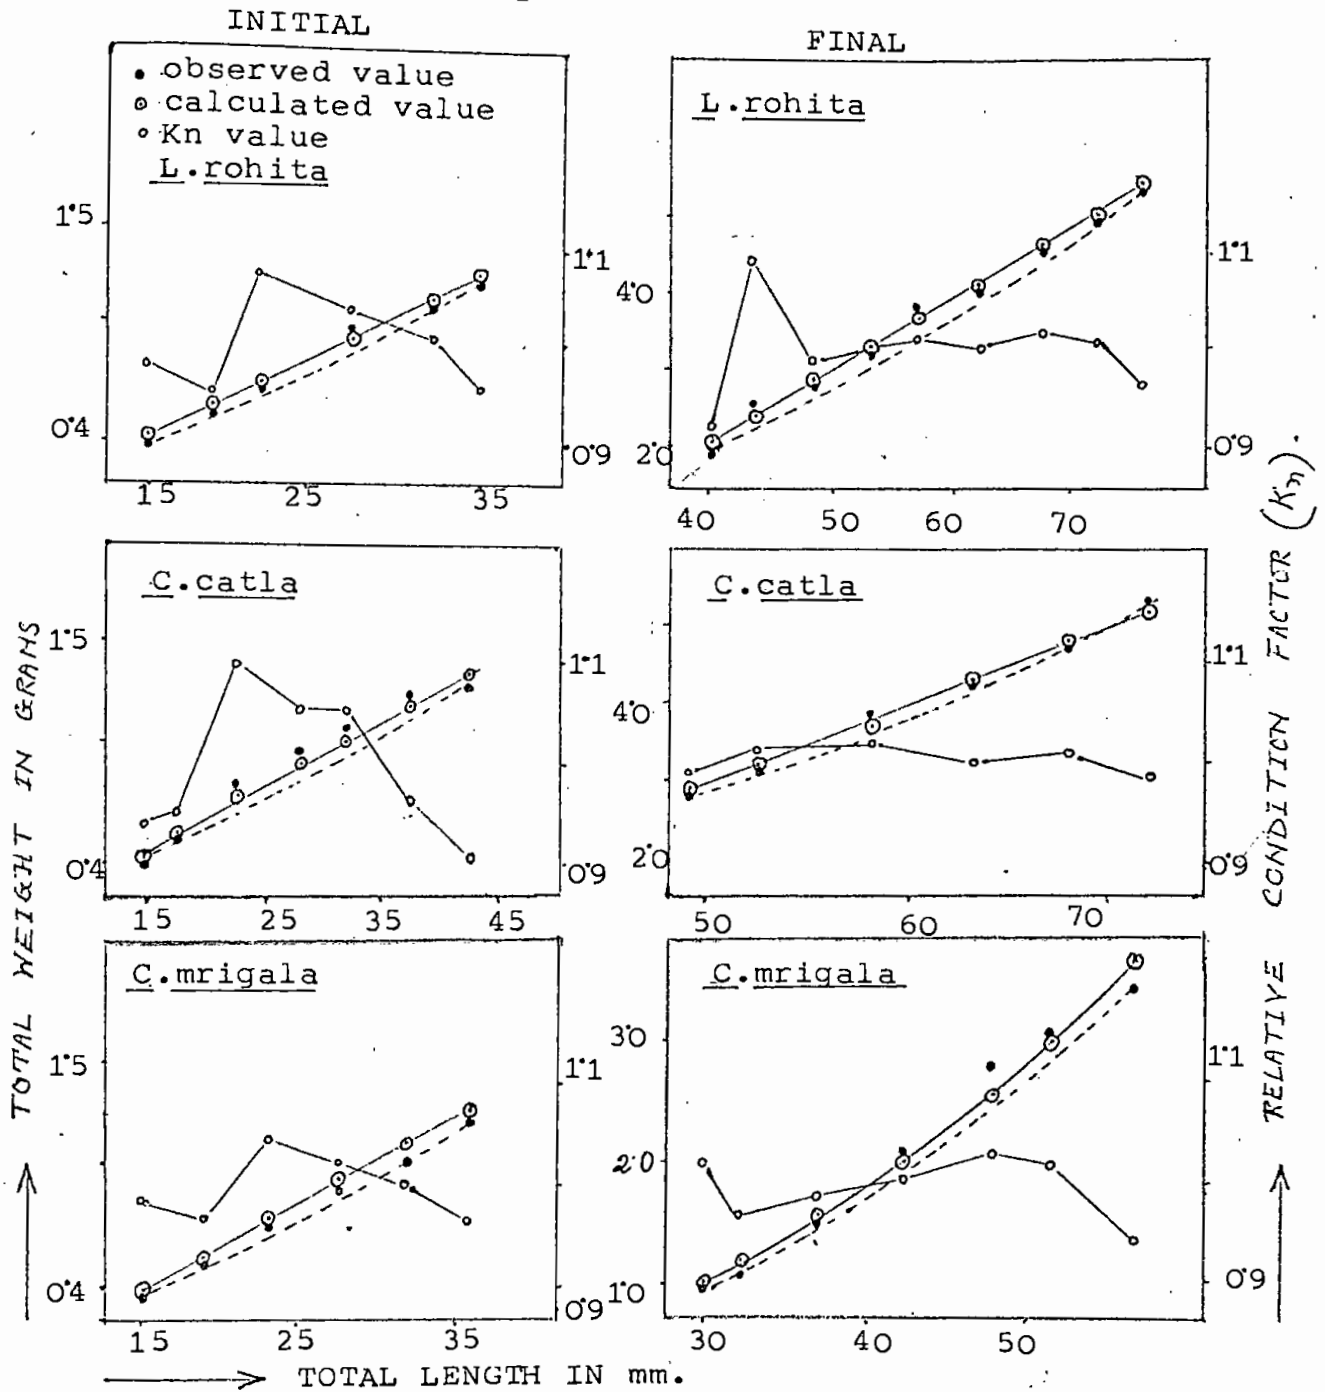 INITIAL
FINAL
• observed value
⊙ calculated value
° Kn value
L.rohita
1·5
0·4
1·1
0·9
15 25 35
L.rohita
4·0
2·0
1·1
0·9
40 50 60 70
C.catla
1·5
0·4
1·1
0·9
15 25 35 45
C.catla
4·0
2·0
1·1
0·9
50 60 70
C.mrigala
1·5
0·4
1·1
0·9
15 25 35
C.mrigala
3·0
2·0
1·0
1·1
0·9
30 40 50
TOTAL LENGTH IN mm.
TOTAL WEIGHT IN GRAMS
RELATIVE CONDITION FACTOR (Kn).